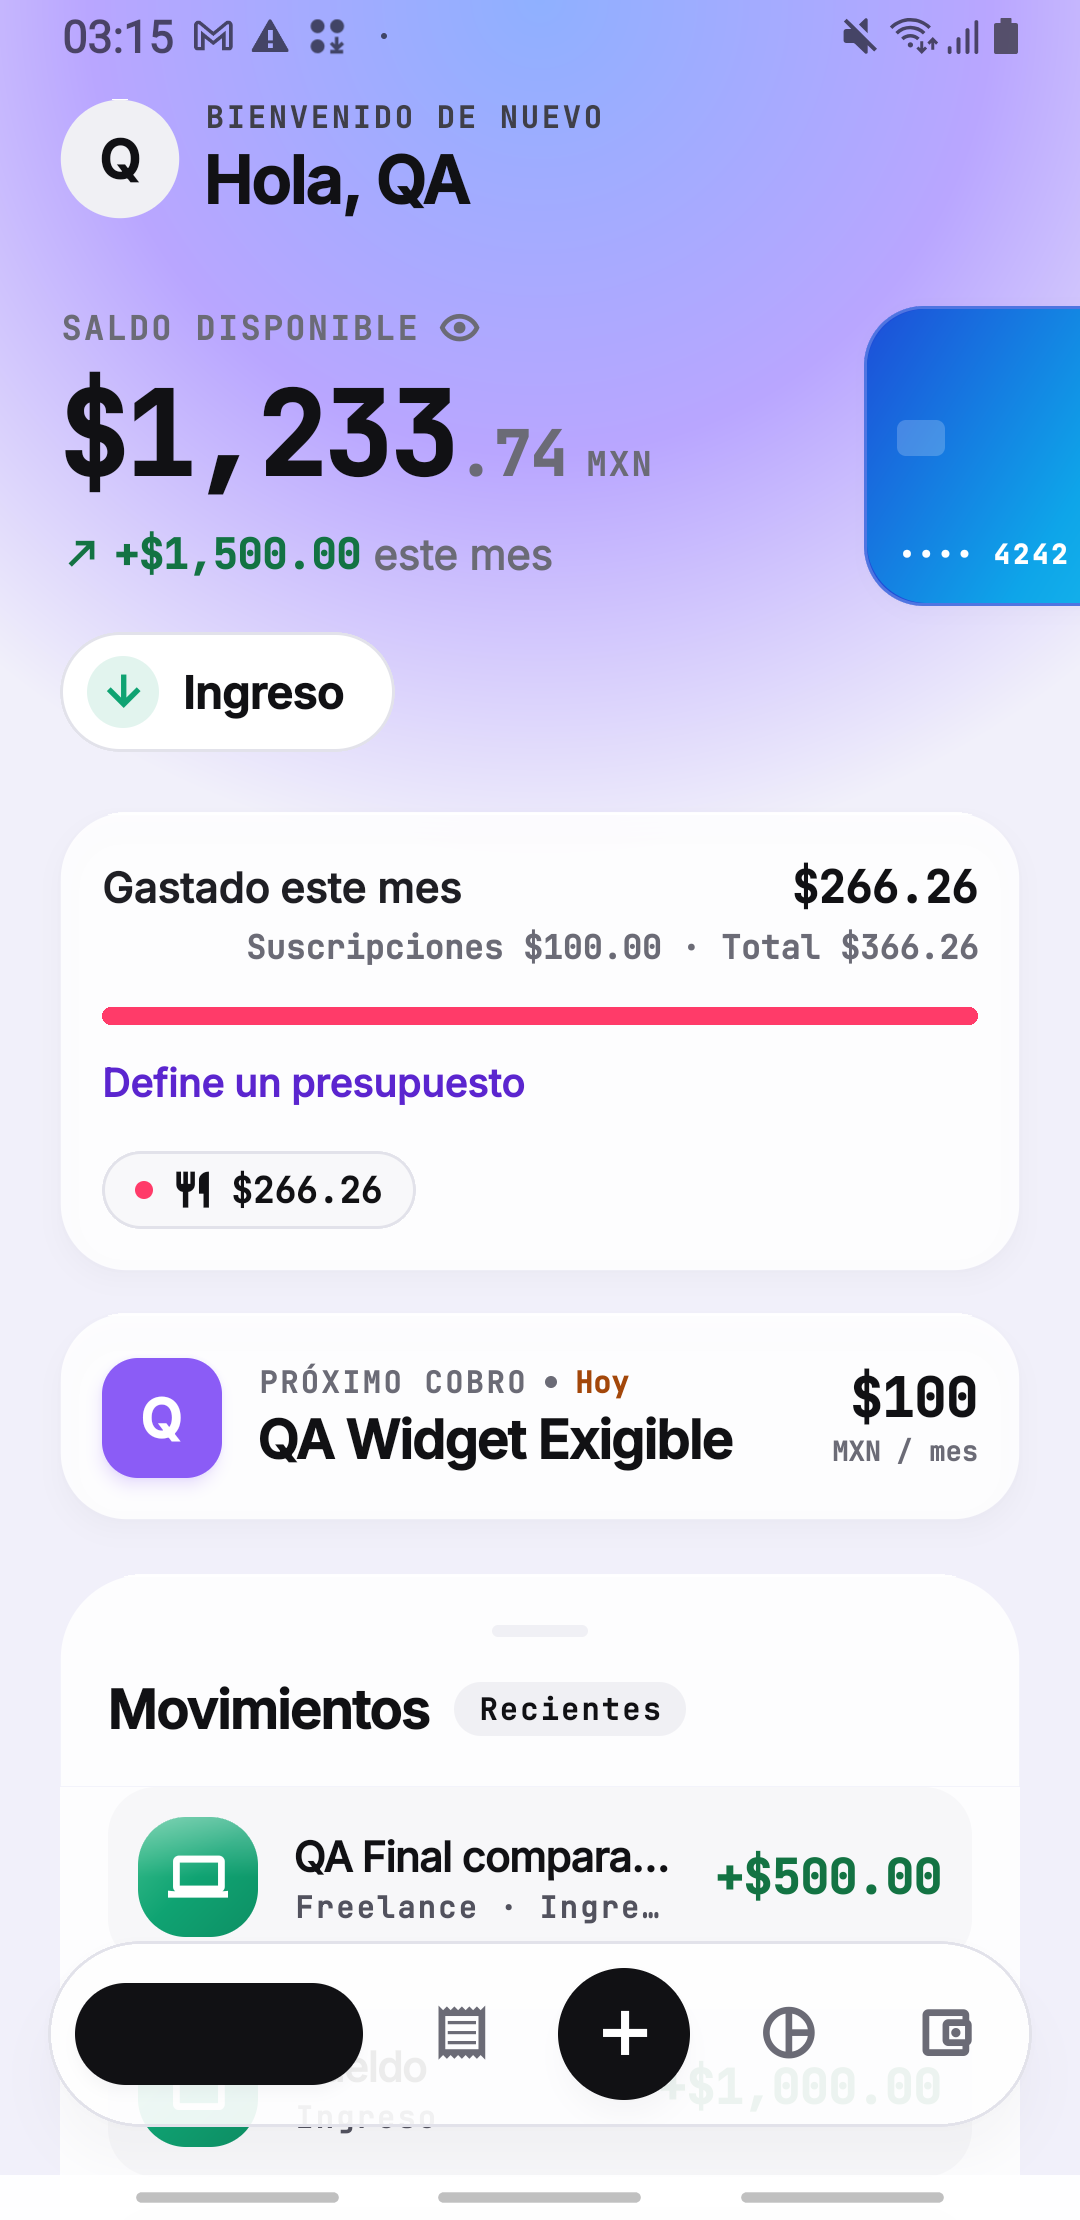 03:15
Q
BIENVENIDO DE NUEVO
Hola, QA
SALDO DISPONIBLE
$1,233.74 MXN
+$1,500.00 este mes
•••• 4242
Ingreso
Gastado este mes $266.26
Suscripciones $100.00 · Total $366.26
Define un presupuesto
$266.26
Q
PRÓXIMO COBRO • Hoy
QA Widget Exigible
$100
MXN / mes
Movimientos Recientes
QA Final compara...
Freelance · Ingre…
+$500.00
Ingreso
+$1,000.00